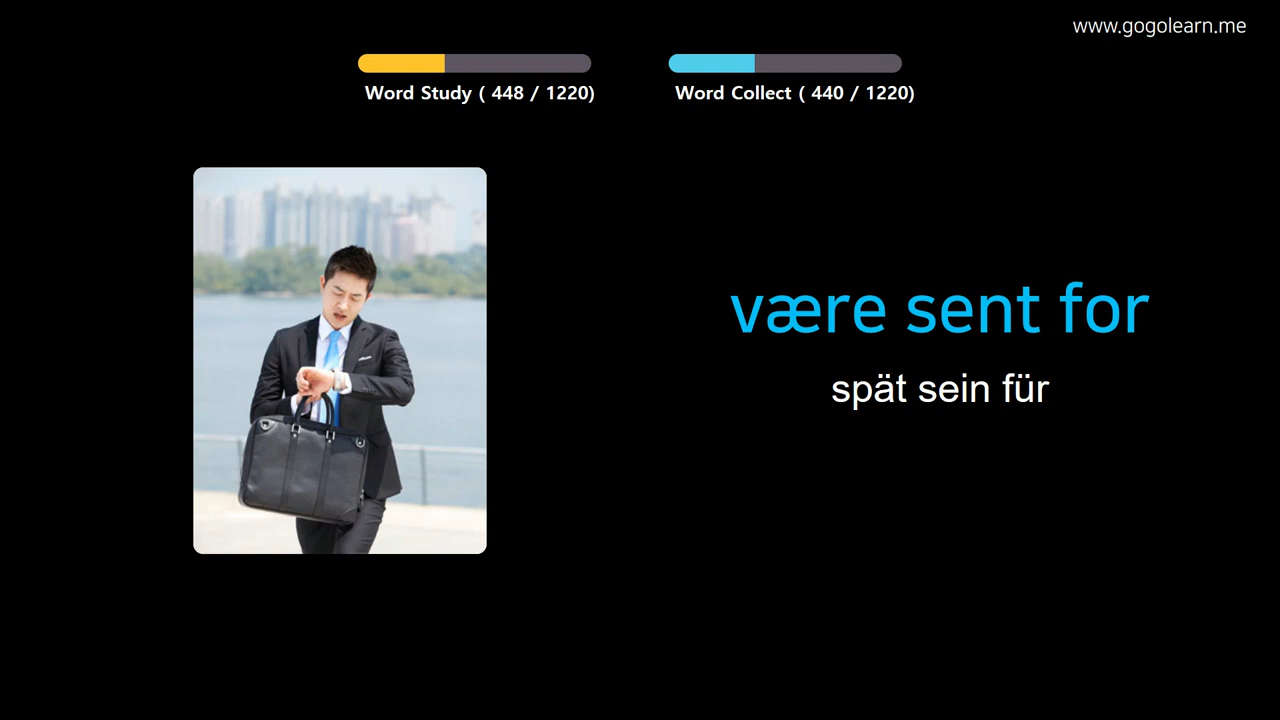 www.gogolearn.me
Word Study ( 448 / 1220)
Word Collect ( 440 / 1220)
være sent for
spät sein für